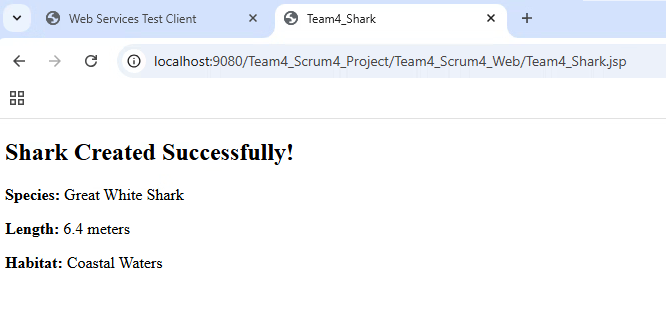 Web Services Test Client
Team4_Shark
localhost:9080/Team4_Scrum4_Project/Team4_Scrum4_Web/Team4_Shark.jsp
Shark Created Successfully!
Species: Great White Shark
Length: 6.4 meters
Habitat: Coastal Waters